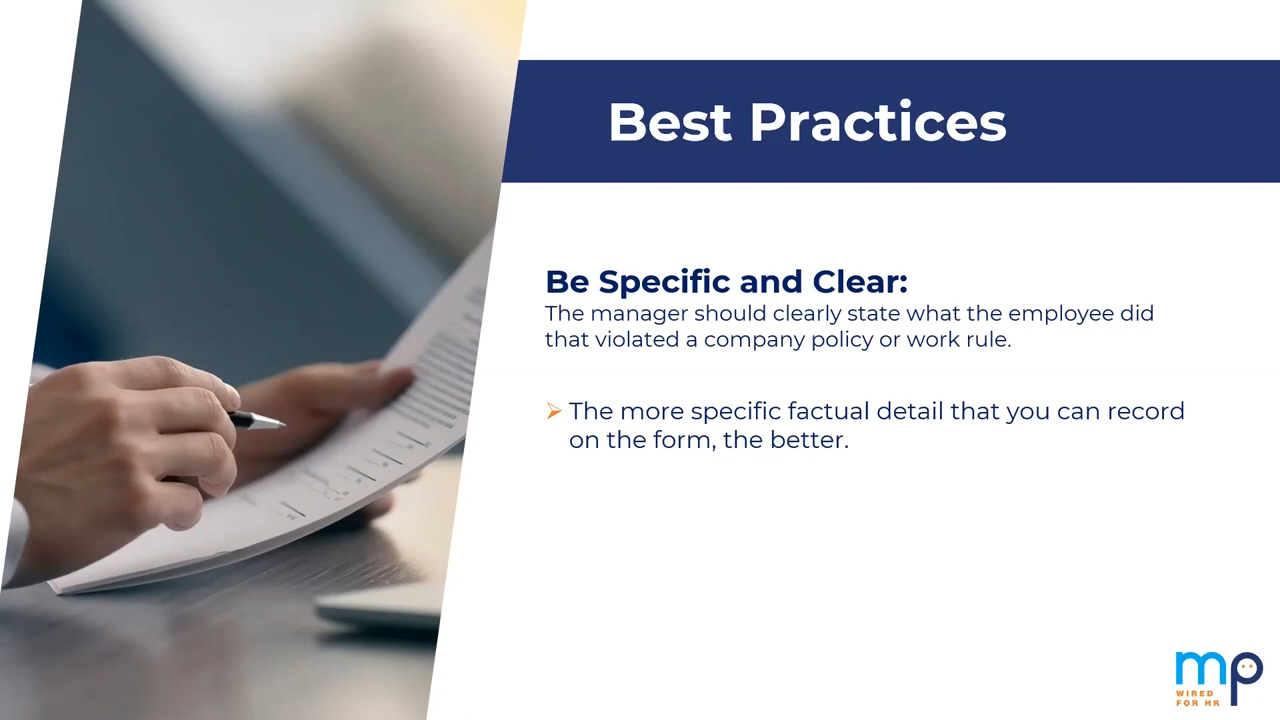 Best Practices
Be Specific and Clear:
The manager should clearly state what the employee did
that violated a company policy or work rule.
➢ The more specific factual detail that you can record
on the form, the better.
mp
WIRED
FOR HR